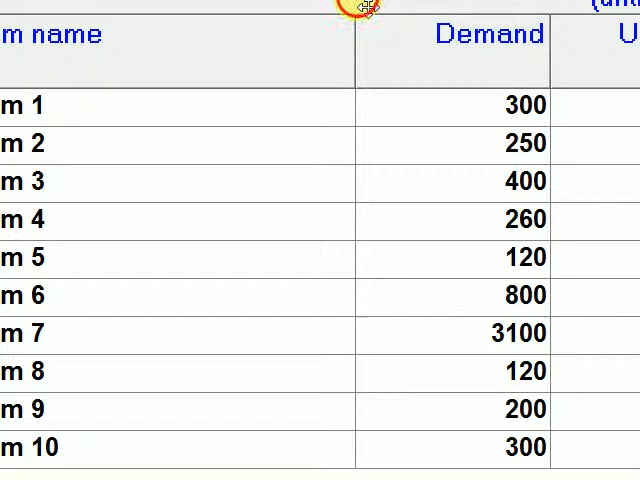 m name Demand U
m 1 300
m 2 250
m 3 400
m 4 260
m 5 120
m 6 800
m 7 3100
m 8 120
m 9 200
m 10 300